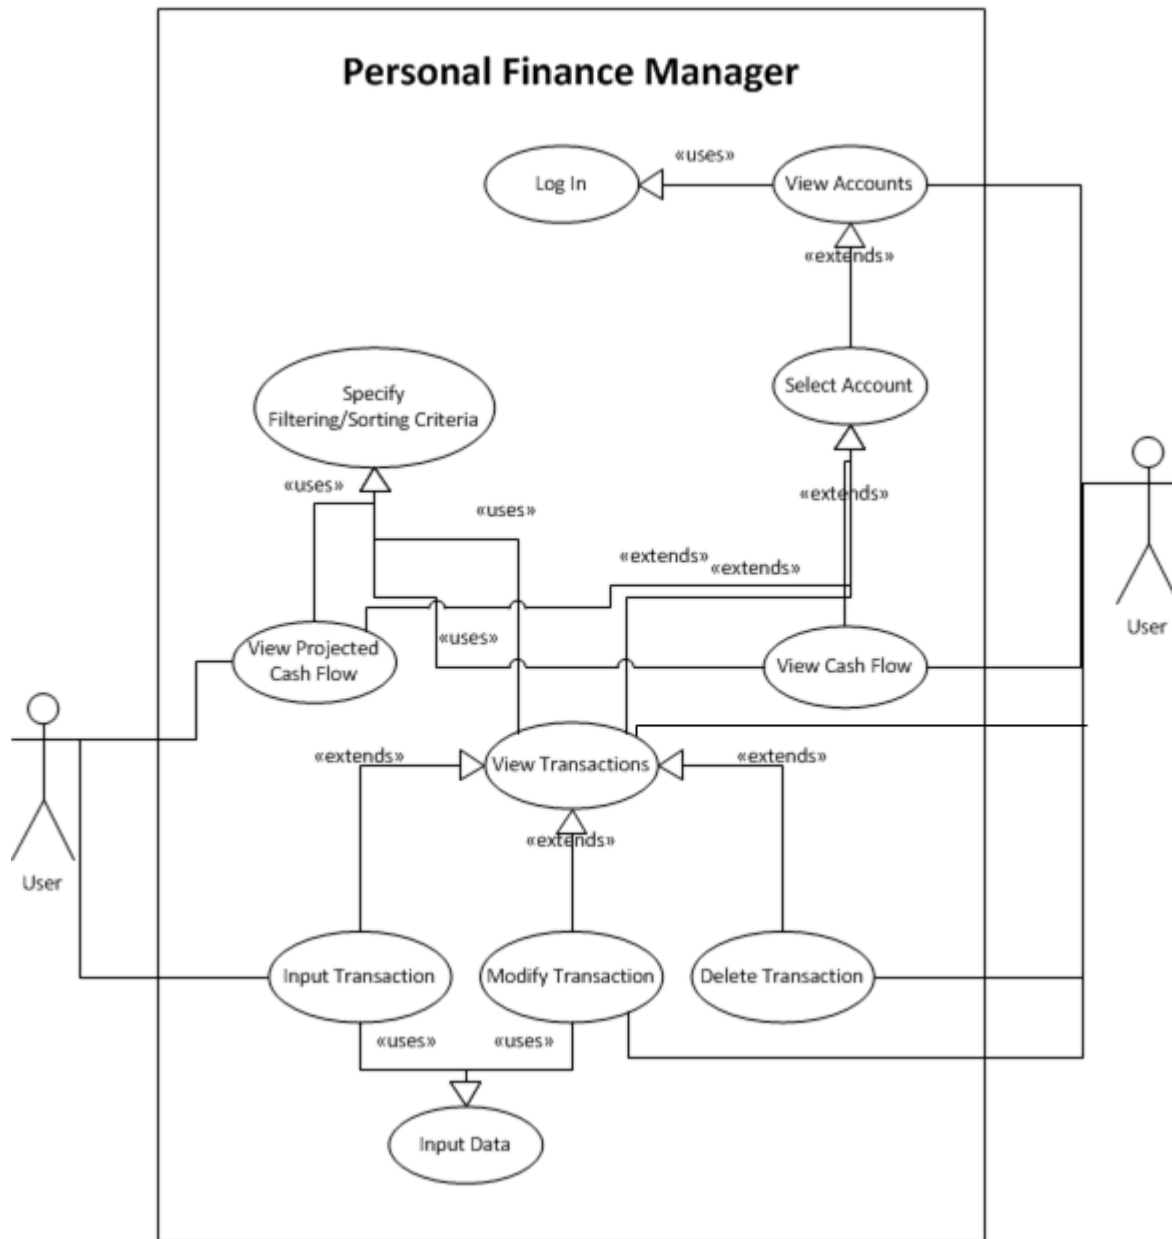 Personal Finance Manager
«uses»
Log In
View Accounts
«extends»
Specify
Filtering/Sorting Criteria
Select Account
«uses»
«extends»
«uses»
«extends»
«extends»
User
«uses»
View Projected
Cash Flow
View Cash Flow
«extends»
View Transactions
«extends»
«extends»
User
Input Transaction
Modify Transaction
Delete Transaction
«uses»
«uses»
Input Data